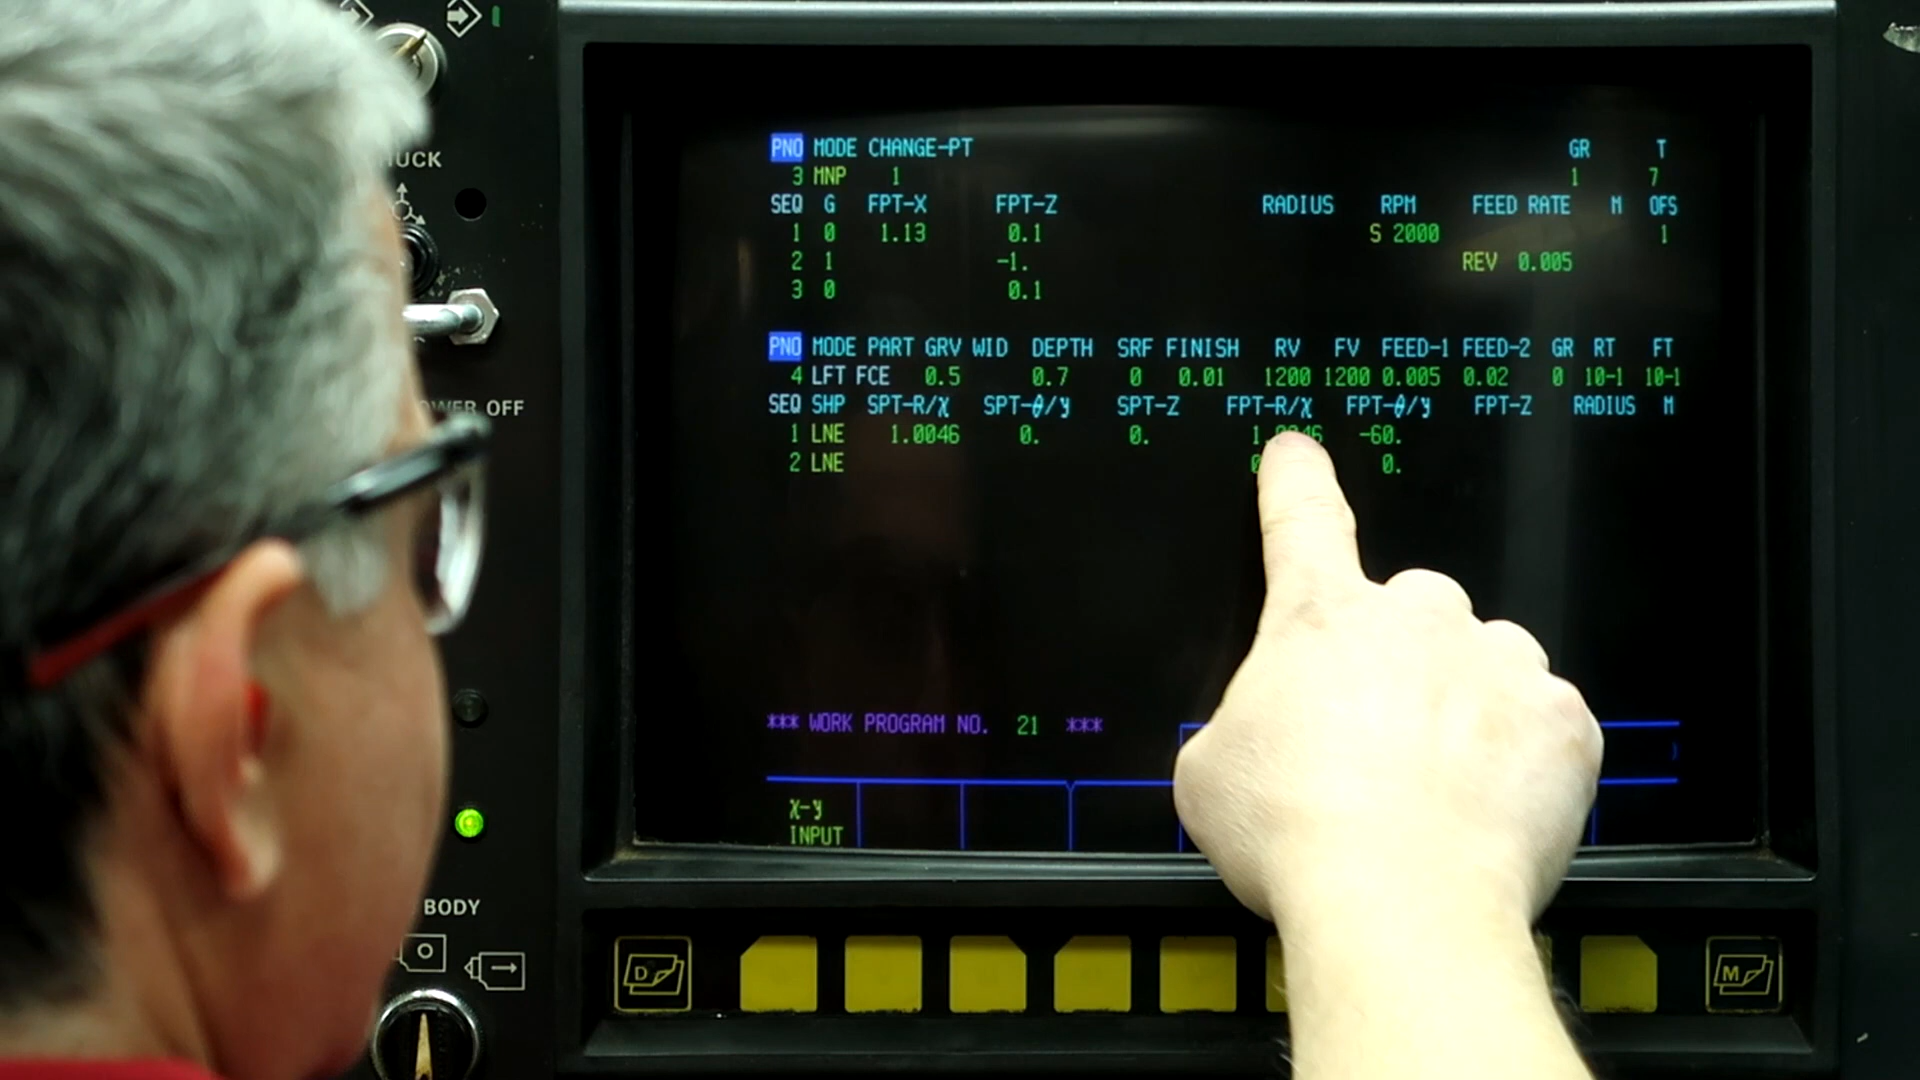 PNO MODE CHANGE-PT GR T
3 MNP 1 1 7
SEQ G FPT-X FPT-Z RADIUS RPM FEED RATE M OFS
1 0 1.13 0.1 S 2000 1
2 1 -1. REV 0.005
3 0 0.1
PNO MODE PART GRV WID DEPTH SRF FINISH RV FV FEED-1 FEED-2 GR RT FT
4 LFT FCE 0.5 0.7 0 0.01 1200 1200 0.005 0.02 0 10-1 10-1
SEQ SHP SPT-R/X SPT-θ/y SPT-Z FPT-R/X FPT-θ/y FPT-Z RADIUS M
1 LNE 1.0046 0. 0. -60.
2 LNE 0.
*** WORK PROGRAM NO. 21 ***
X-y
INPUT
OFF
BODY
D
M